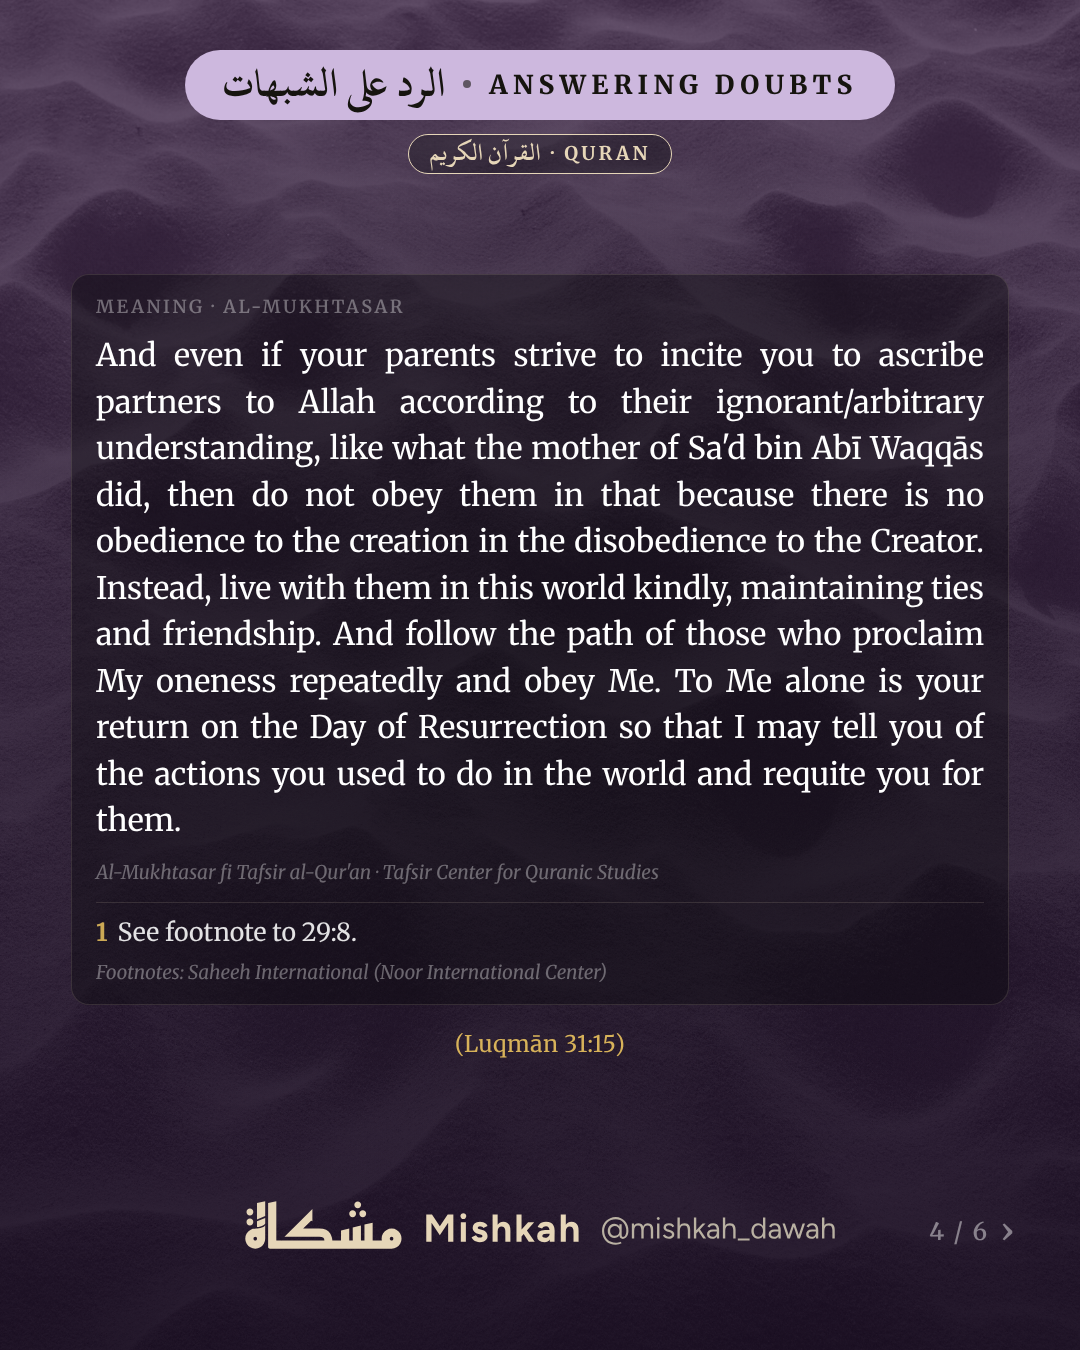 الرد على الشبهات • ANSWERING DOUBTS
القرآن الكريم · QURAN
MEANING · AL-MUKHTASAR
And even if your parents strive to incite you to ascribe
partners to Allah according to their ignorant/arbitrary
understanding, like what the mother of Sa'd bin Abī Waqqās
did, then do not obey them in that because there is no
obedience to the creation in the disobedience to the Creator.
Instead, live with them in this world kindly, maintaining ties
and friendship. And follow the path of those who proclaim
My oneness repeatedly and obey Me. To Me alone is your
return on the Day of Resurrection so that I may tell you of
the actions you used to do in the world and requite you for
them.
Al-Mukhtasar fi Tafsir al-Qur'an · Tafsir Center for Quranic Studies
1 See footnote to 29:8.
Footnotes: Saheeh International (Noor International Center)
(Luqmān 31:15)
مشكاة Mishkah @mishkah_dawah
4 / 6 ›